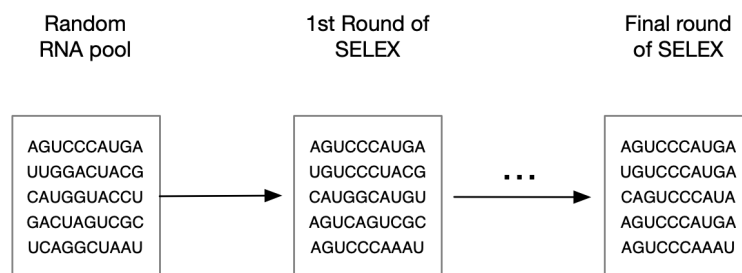 Random
RNA pool
1st Round of
SELEX
Final round
of SELEX
AGUCCCAUGA
UUGGACUACG
CAUGGUACCU
GACUAGUCGC
UCAGGCUAAU
AGUCCCAUGA
UGUCCCUACG
CAUGGCAUGU
AGUCAGUCGC
AGUCCCAAAU
...
AGUCCCAUGA
UGUCCCAUGA
CAGUCCCAUA
AGUCCCAUGA
AGUCCCAAAU